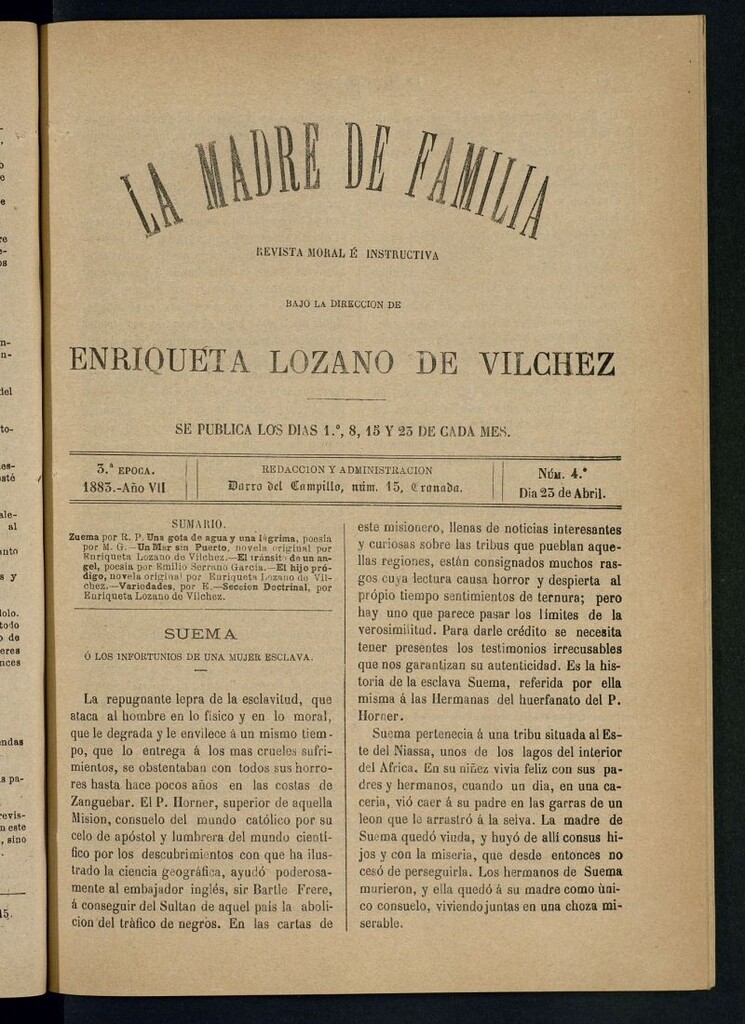 LA MADRE DE FAMILIA
REVISTA MORAL É INSTRUCTIVA
BAJO LA DIRECCION DE
ENRIQUETA LOZANO DE VILCHEZ
SE PUBLICA LOS DIAS 1.º, 8, 15 Y 23 DE CADA MES.
3.ª EPOCA.
1883.-Año VII
REDACCION Y ADMINISTRACION
Darro del Campillo, núm. 15, Granada.
NÚM. 4.º
Dia 23 de Abril.
SUMARIO.
Zuema por R. P. Una gota de agua y una lágrima, poesia
por M. G.—Un Mar sin Puerto, novela original por
Enriqueta Lozano de Vilchez.—El tránsito de un an-
gel, poesia por Emilio Serrano García.—El hijo pró-
digo, novela original por Enriqueta Lozano de Vil-
chez.—Variedades, por E.—Seccion Doctrinal, por
Enriqueta Lozano de Vilchez.
SUEMA
Ó LOS INFORTUNIOS DE UNA MUJER ESCLAVA.
La repugnante lepra de la esclavitud, que
ataca al hombre en lo físico y en lo moral,
que le degrada y le envilece á un mismo tiem-
po, que lo entrega á los mas crueles sufri-
mientos, se obstentaban con todos sus horro-
res hasta hace pocos años en las costas de
Zanguebar. El P. Horner, superior de aquella
Mision, consuelo del mundo católico por su
celo de apóstol y lumbrera del mundo cientí-
fico por los descubrimientos con que ha ilus-
trado la ciencia geográfica, ayudó poderosa-
mente al embajador inglés, sir Bartle Frere,
á conseguir del Sultan de aquel pais la aboli-
cion del tráfico de negros. En las cartas de
este misionero, llenas de noticias interesantes
y curiosas sobre las tribus que pueblan aque-
llas regiones, están consignados muchos ras-
gos cuya lectura causa horror y despierta al
própio tiempo sentimientos de ternura; pero
hay uno que parece pasar los límites de la
verosimilitud. Para darle crédito se necesita
tener presentes los testimonios irrecusables
que nos garantizan su autenticidad. Es la his-
toria de la esclava Suema, referida por ella
misma á las Hermanas del huerfanato del P.
Horner.
Suema pertenecia á una tribu situada al Es-
te del Niassa, unos de los lagos del interior
del Africa. En su niñez vivia feliz con sus pa-
dres y hermanos, cuando un dia, en una ca-
ceria, vió caer á su padre en las garras de un
leon que le arrastró á la selva. La madre de
Suema quedó viuda, y huyó de allí consus hi-
jos y con la miseria, que desde entonces no
cesó de perseguirla. Los hermanos de Suema
murieron, y ella quedó á su madre como úni-
co consuelo, viviendo juntas en una choza mi-
serable.